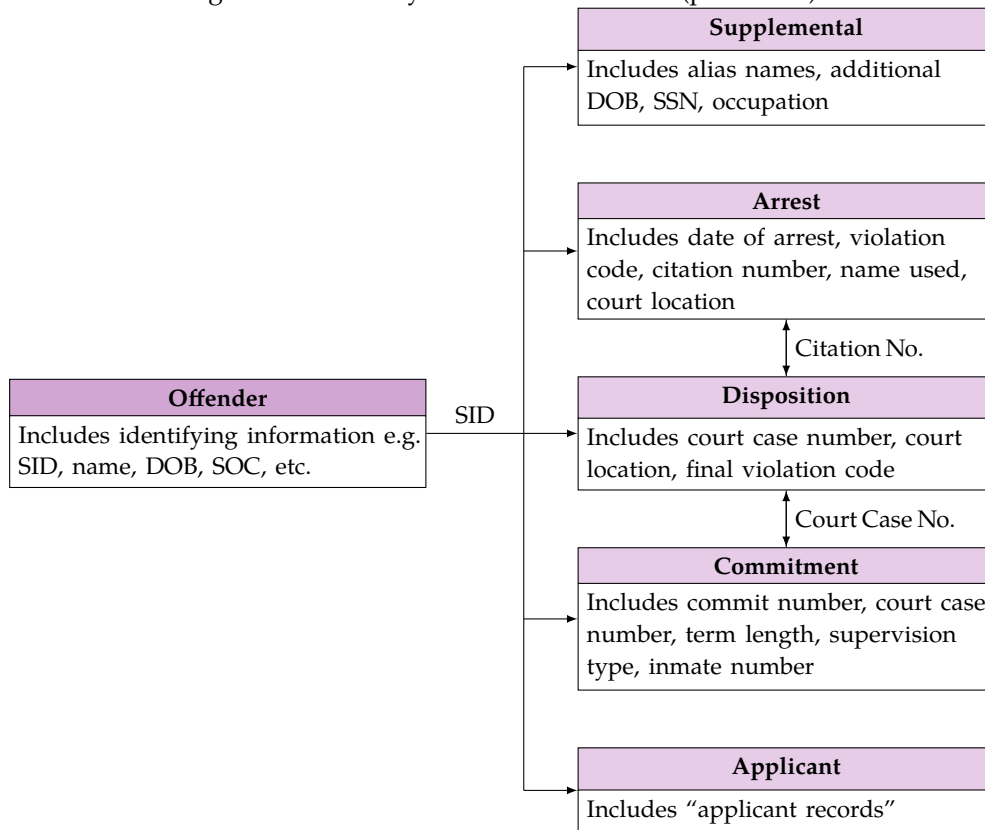 Supplemental
Includes alias names, additional
DOB, SSN, occupation
Arrest
Includes date of arrest, violation
code, citation number, name used,
court location
Citation No.
Offender
Includes identifying information e.g.
SID, name, DOB, SOC, etc.
SID
Disposition
Includes court case number, court
location, final violation code
Court Case No.
Commitment
Includes commit number, court case
number, term length, supervision
type, inmate number
Applicant
Includes “applicant records”